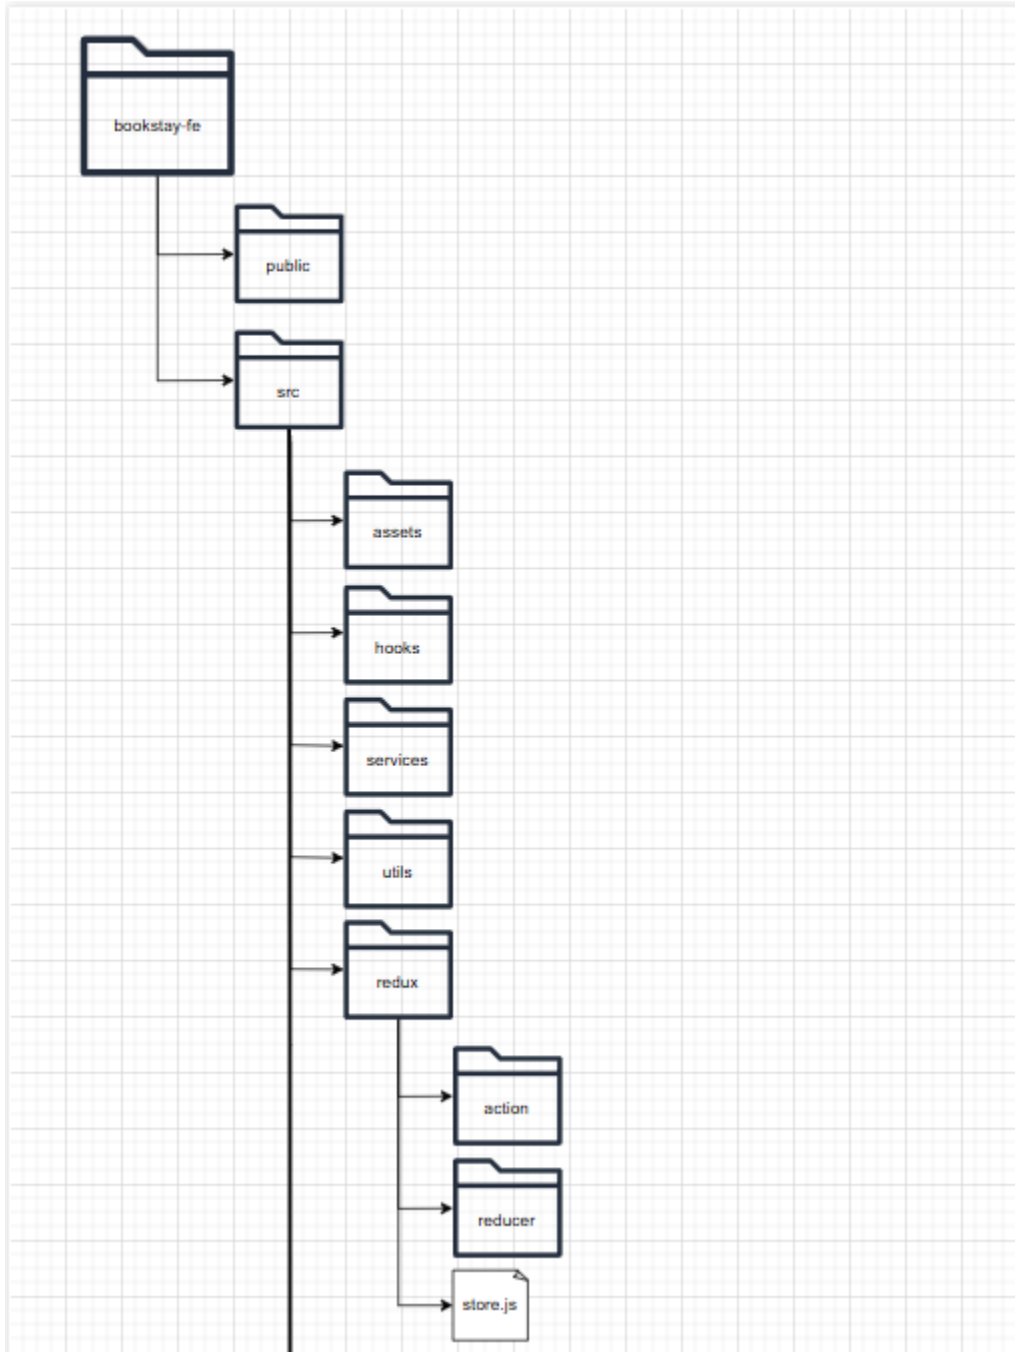 bookstay-fe
public
src
assets
hooks
services
utils
redux
action
reducer
store.js